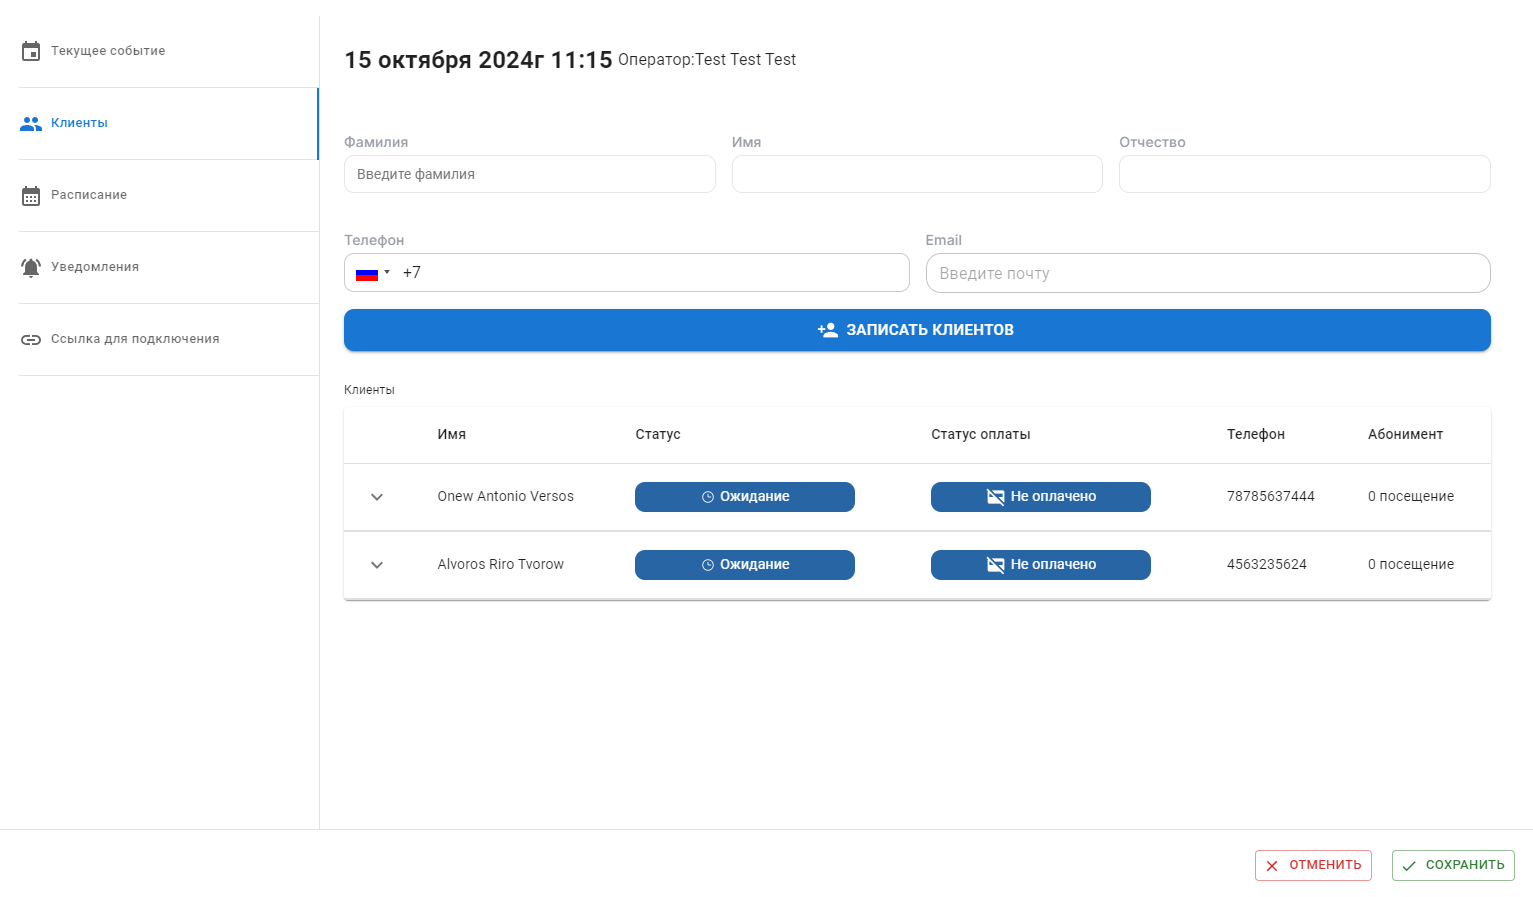 Текущее событие
Клиенты
Расписание
Уведомления
Ссылка для подключения
15 октября 2024г 11:15 Оператор:Test Test Test
Фамилия Имя Отчество
Введите фамилия
Телефон Email
+7 Введите почту
ЗАПИСАТЬ КЛИЕНТОВ
Клиенты
Имя Статус Статус оплаты Телефон Абонимент
Onew Antonio Versos Ожидание Не оплачено 78785637444 0 посещение
Alvoros Riro Tvorow Ожидание Не оплачено 4563235624 0 посещение
ОТМЕНИТЬ СОХРАНИТЬ